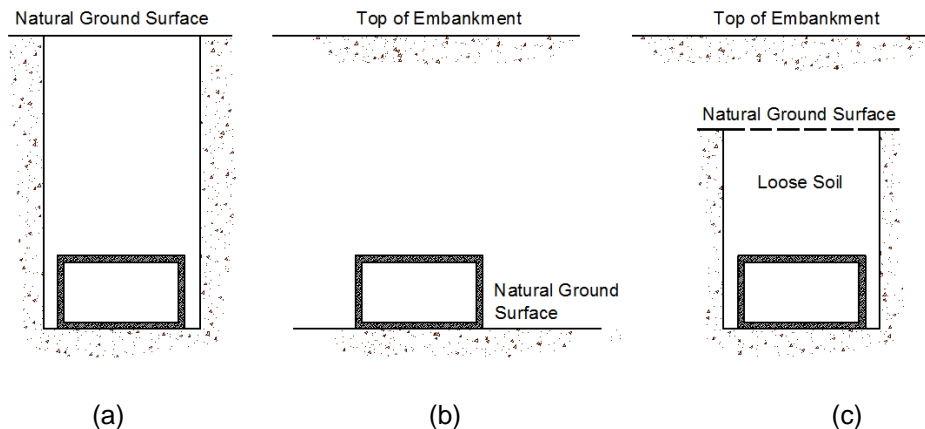 Natural Ground Surface
Top of Embankment
Top of Embankment
Natural Ground Surface
Loose Soil
Natural Ground
Surface
(a)
(b)
(c)